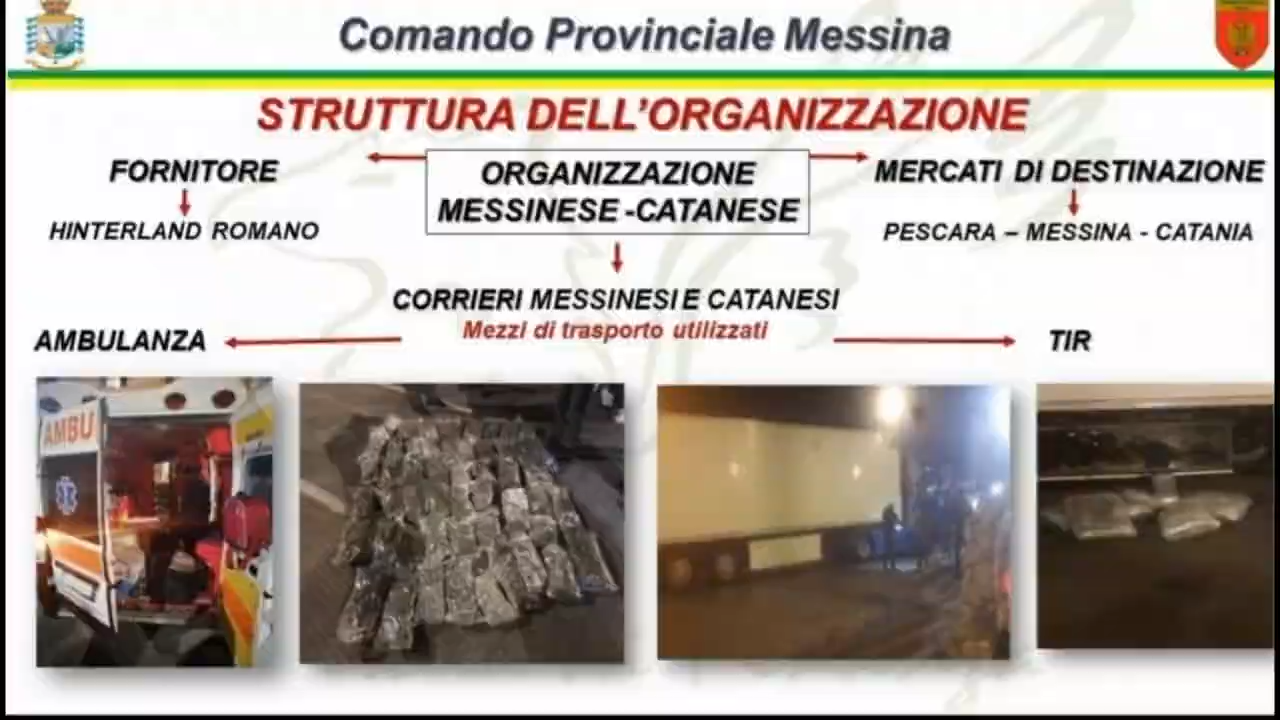 Comando Provinciale Messina
STRUTTURA DELL'ORGANIZZAZIONE
FORNITORE
HINTERLAND ROMANO
ORGANIZZAZIONE
MESSINESE -CATANESE
MERCATI DI DESTINAZIONE
PESCARA – MESSINA - CATANIA
CORRIERI MESSINESI E CATANESI
Mezzi di trasporto utilizzati
AMBULANZA
TIR
AMBU